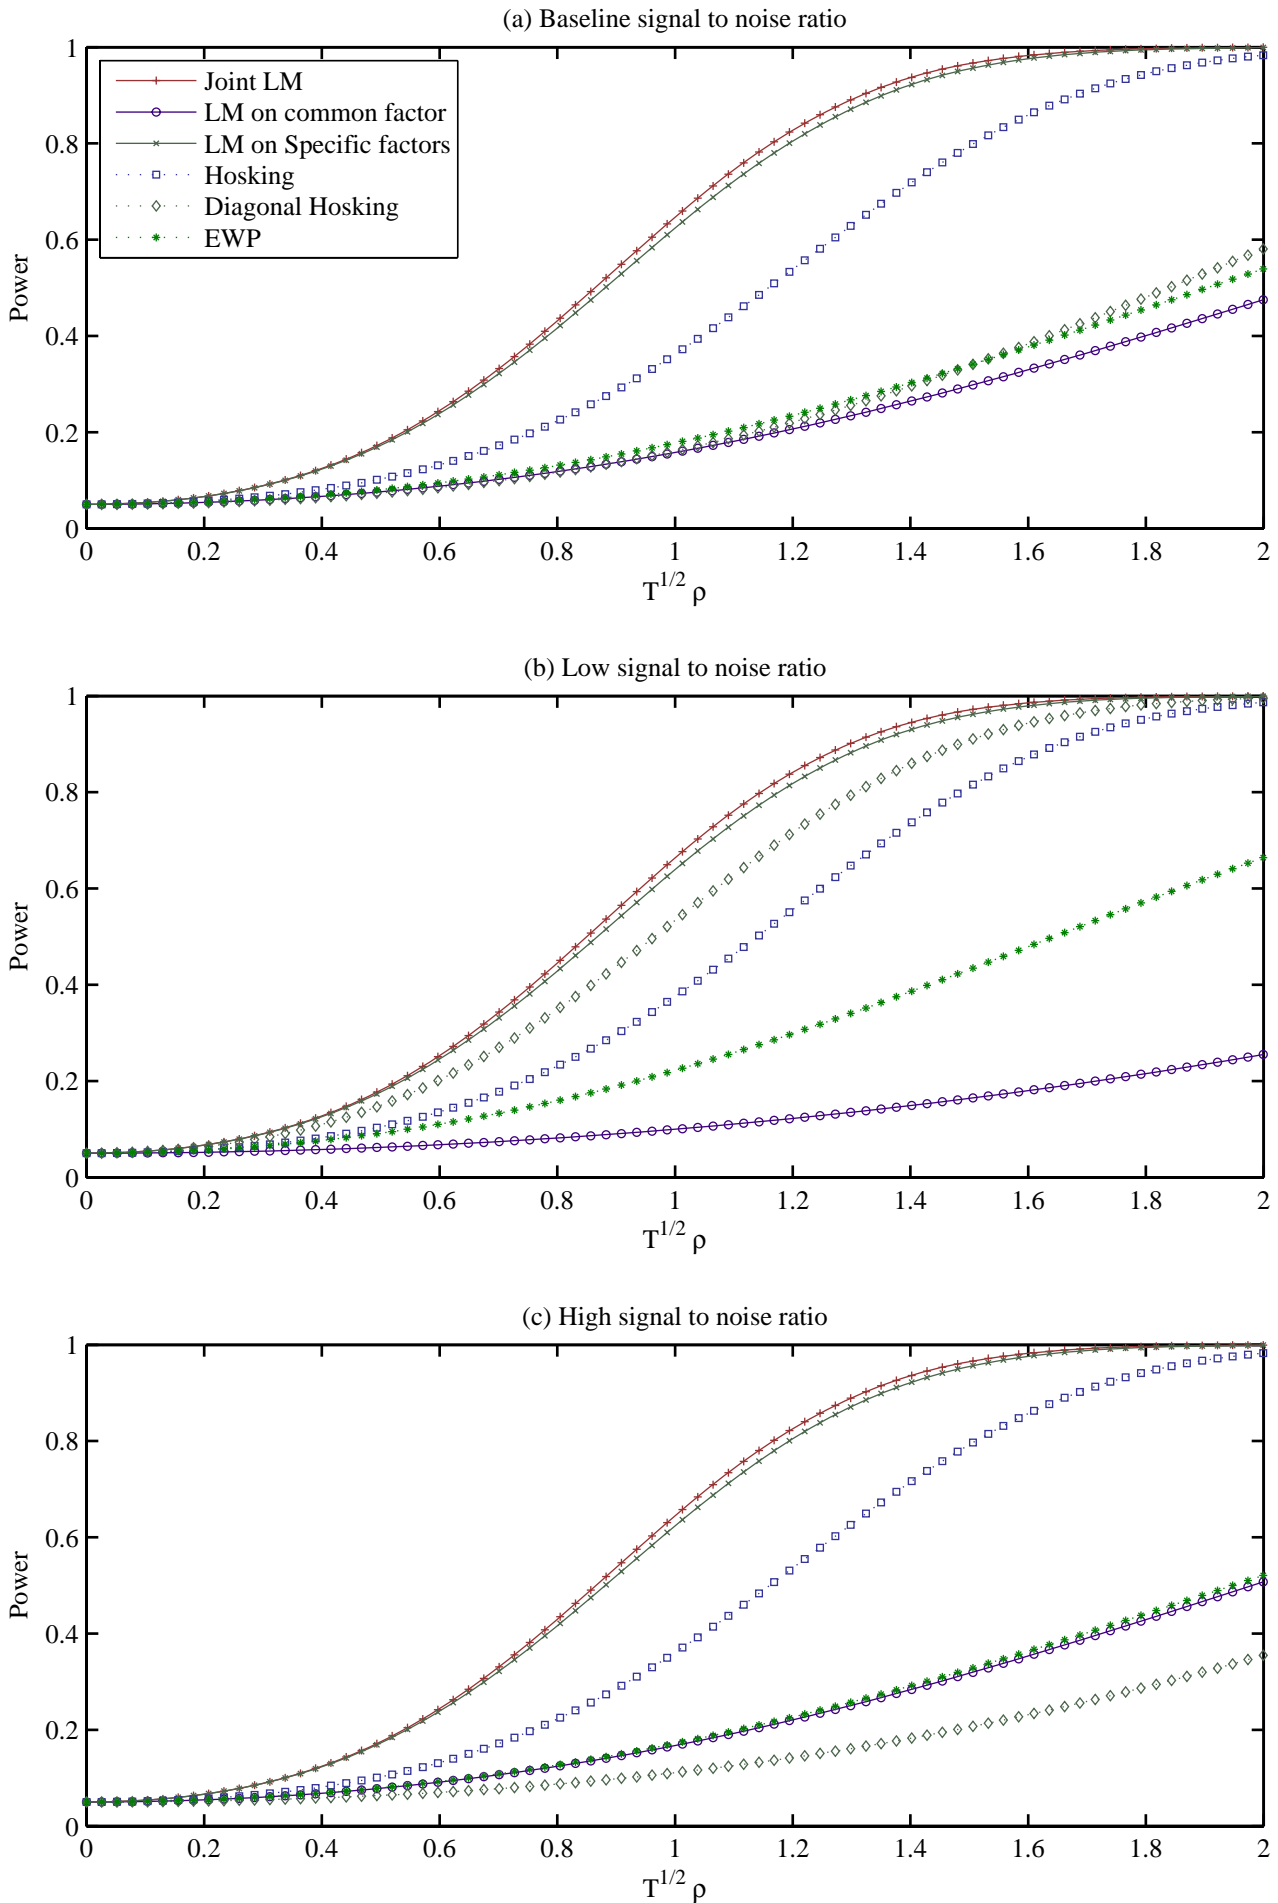 (a) Baseline signal to noise ratio
1
0.8
0.6
0.4
0.2
0
Power
Joint LM
LM on common factor
LM on Specific factors
Hosking
Diagonal Hosking
EWP
0 0.2 0.4 0.6 0.8 1 1.2 1.4 1.6 1.8 2
T^1/2 ρ
(b) Low signal to noise ratio
1
0.8
0.6
0.4
0.2
0
Power
0 0.2 0.4 0.6 0.8 1 1.2 1.4 1.6 1.8 2
T^1/2 ρ
(c) High signal to noise ratio
1
0.8
0.6
0.4
0.2
0
Power
0 0.2 0.4 0.6 0.8 1 1.2 1.4 1.6 1.8 2
T^1/2 ρ